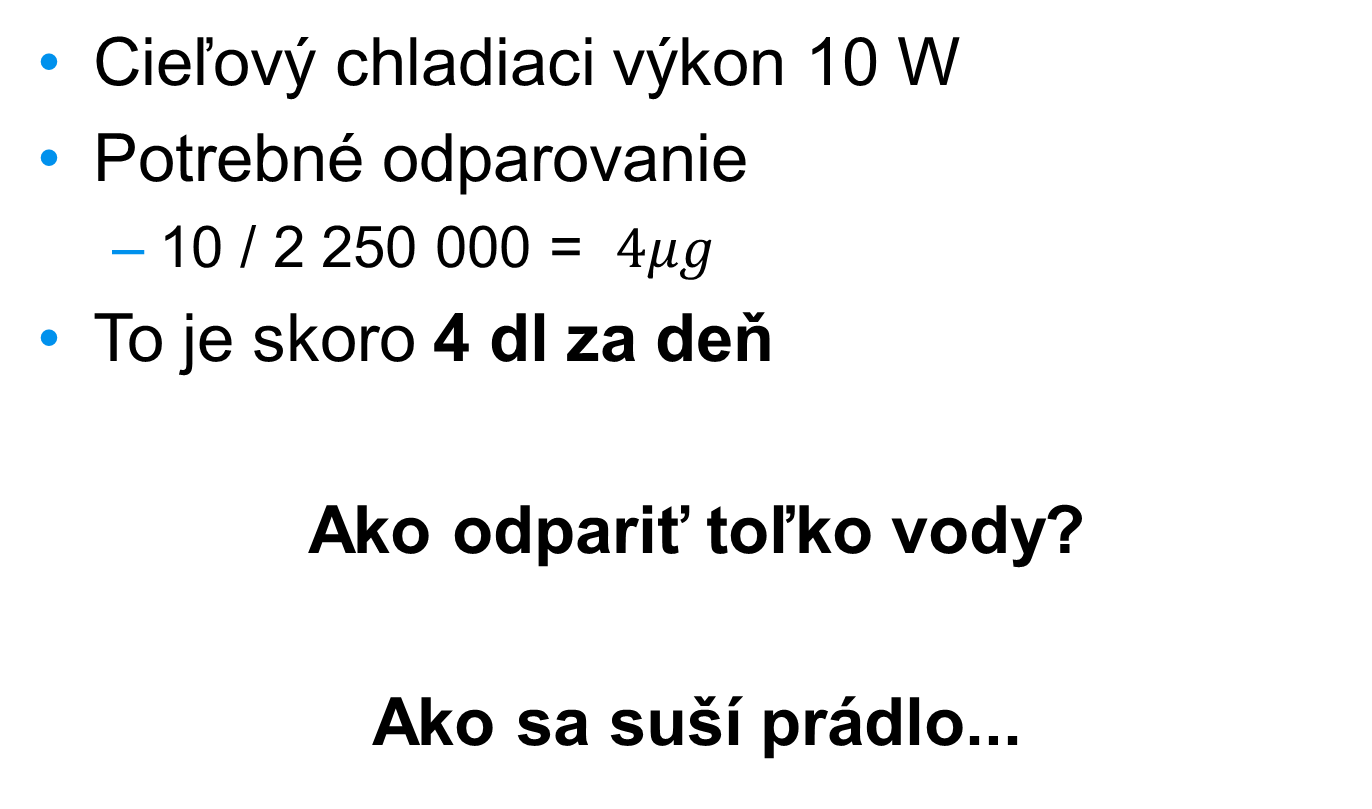 • Cieľový chladiaci výkon 10 W
• Potrebné odparovanie
– 10 / 2 250 000 = 4𝜇𝑔
• To je skoro 4 dl za deň
Ako odpariť toľko vody?
Ako sa suší prádlo...